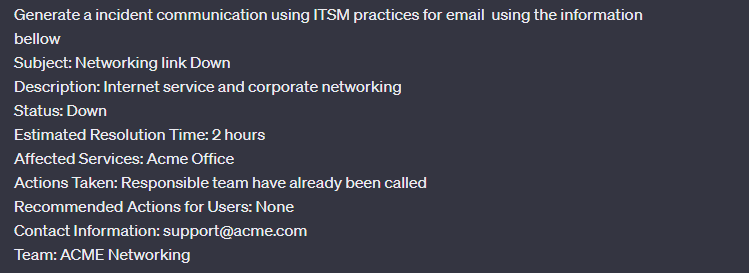 Generate a incident communication using ITSM practices for email using the information
bellow
Subject: Networking link Down
Description: Internet service and corporate networking
Status: Down
Estimated Resolution Time: 2 hours
Affected Services: Acme Office
Actions Taken: Responsible team have already been called
Recommended Actions for Users: None
Contact Information: support@acme.com
Team: ACME Networking